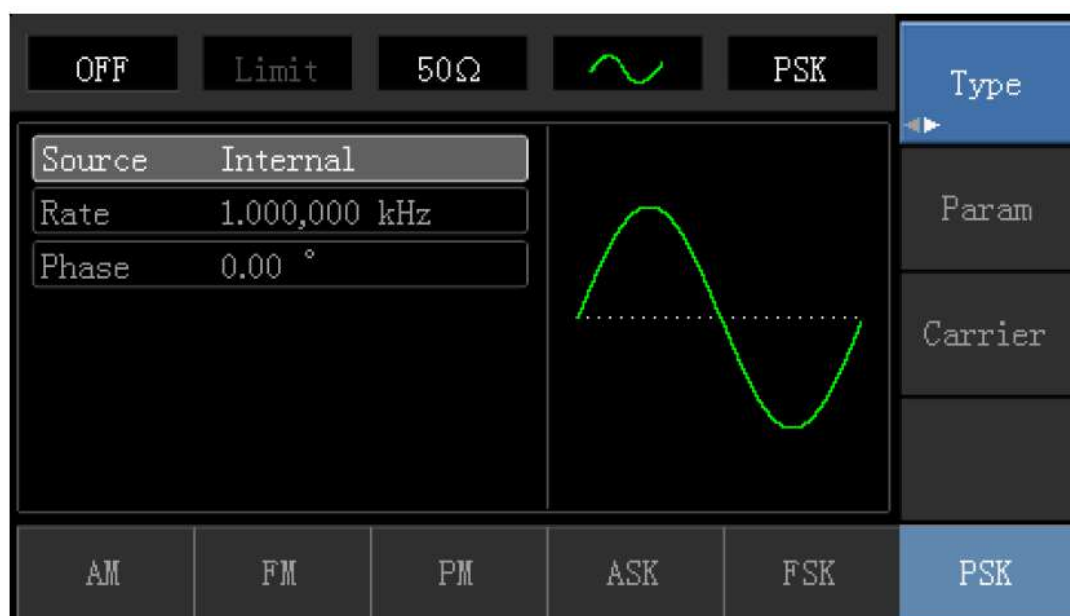 OFF Limit 50Ω PSK
Type
Source Internal
Rate 1.000,000 kHz
Phase 0.00 °
Param
Carrier
AM FM PM ASK FSK PSK